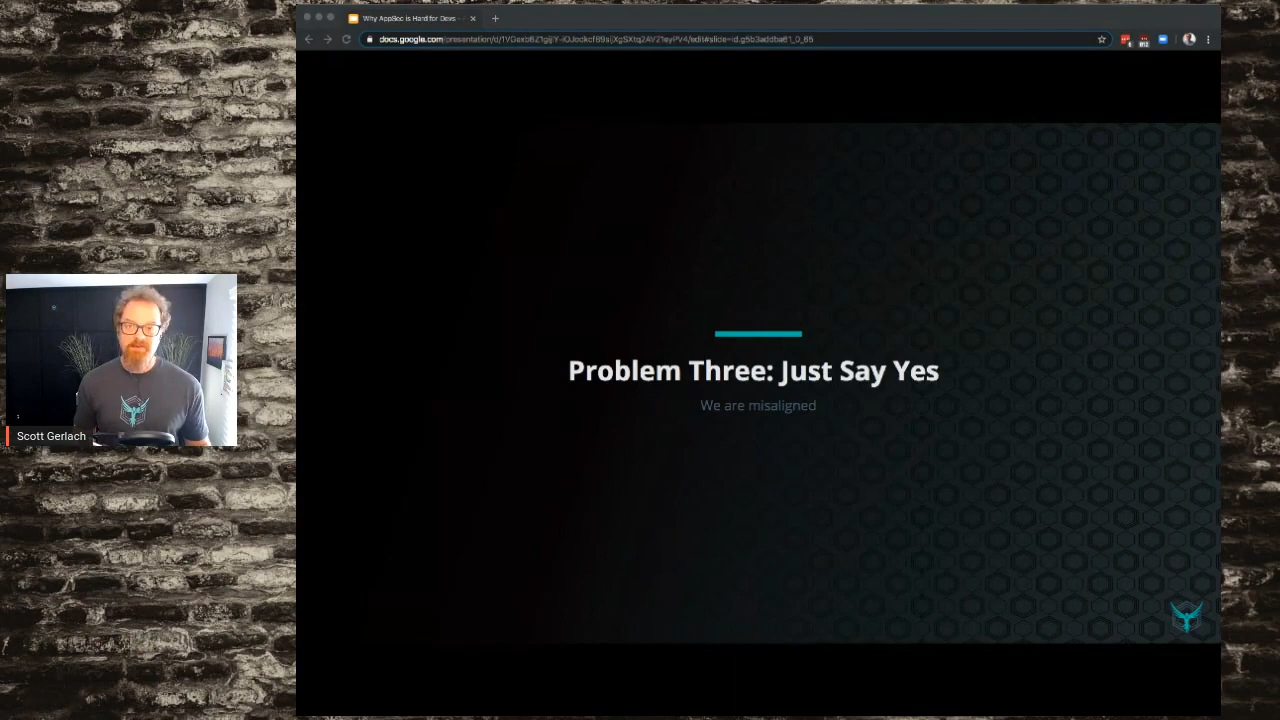 Why AppSec is Hard for Devs -
docs.google.com
Problem Three: Just Say Yes
We are misaligned
Scott Gerlach